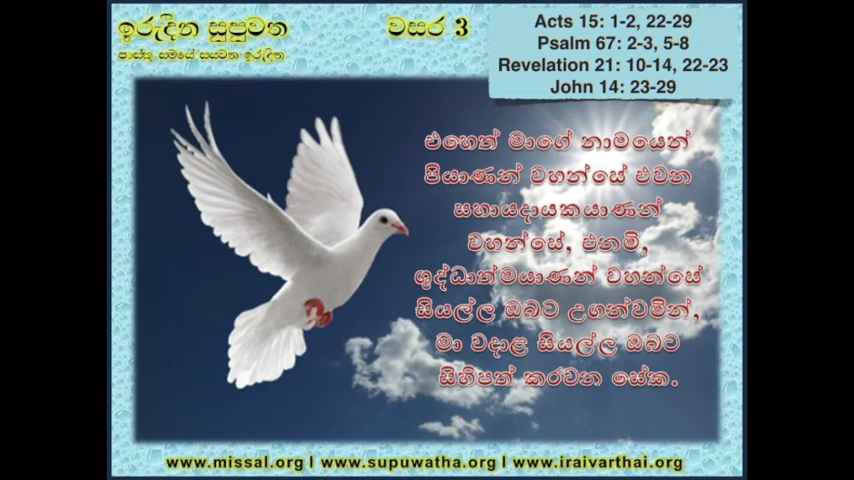 ඉරුදින සුපුවත
වසර 3
පාස්කු සමයේ සයවන ඉරුදින
Acts 15: 1-2, 22-29
Psalm 67: 2-3, 5-8
Revelation 21: 10-14, 22-23
John 14: 23-29
එහෙත් මාගේ නාමයෙන්
පියාණන් වහන්සේ එවන
සහායදායකයාණන්
වහන්සේ, එනම්,
ශුද්ධාත්මයාණන් වහන්සේ
සියල්ල ඔබට උගන්වමින්,
මා වදාළ සියල්ල ඔබට
සිහිපත් කරවන සේක.
www.missal.org I www.supuwatha.org I www.iraivarthai.org